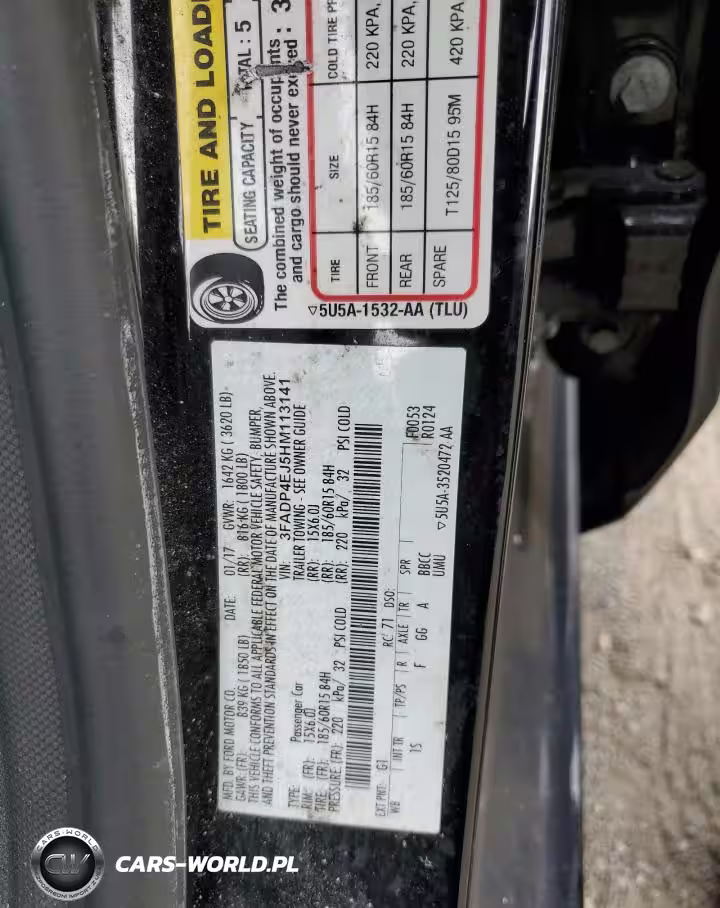 TIRE AND LOADI
SEATING CAPACITY TOTAL : 5
The combined weight of occupants
and cargo should never exceed : 3
TIRE SIZE COLD TIRE PR
FRONT 185/60R15 84H 220 KPA,
REAR 185/60R15 84H 220 KPA,
SPARE T125/80D15 95M 420 KPA,
▽5U5A-1532-AA (TLU)
MFD. BY FORD MOTOR CO. DATE: 01/17 GVWR: 1642 KG ( 3620 LB)
GAWR: (FR): 839 KG ( 1850 LB) (RR): 816 KG ( 1800 LB)
THIS VEHICLE CONFORMS TO ALL APPLICABLE FEDERAL MOTOR VEHICLE SAFETY, BUMPER,
AND THEFT PREVENTION STANDARDS IN EFFECT ON THE DATE OF MANUFACTURE SHOWN ABOVE.
VIN: 3FADP4EJ5HM113141
TYPE: Passenger Car TRAILER TOWING - SEE OWNER GUIDE
RIM: (FR): 15X6.0J (RR): 15X6.0J
TIRE: (FR): 185/60R15 84H (RR): 185/60R15 84H
PRESSURE: (FR): 220 kPa/ 32 PSI COLD (RR): 220 kPa/ 32 PSI COLD
EXT PNT: G1 RC: 71 DSO: F0053
WB INT TR TP/PS R AXLE TR SPR R0124
15 F GG A BBCC
UMU
▽5U5A-3520472 AA
CARS-WORLD
CW
CARS-WORLD.PL